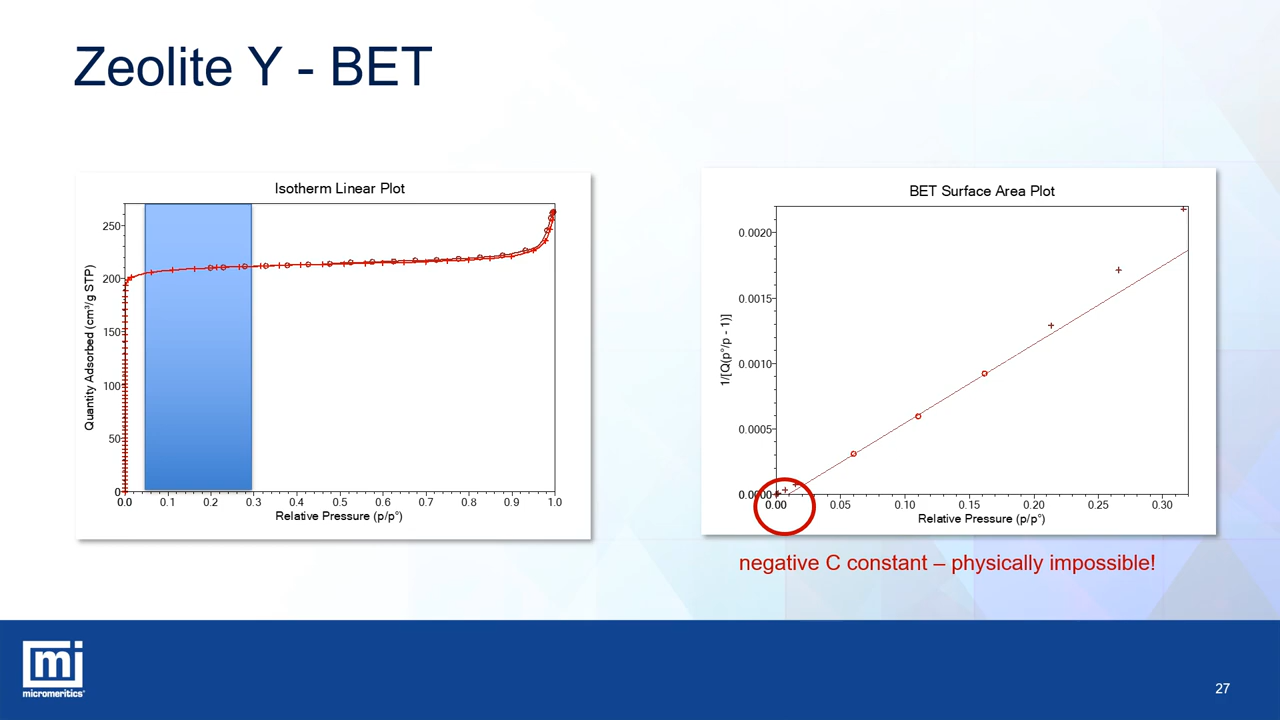 Zeolite Y - BET
Isotherm Linear Plot
Quantity Adsorbed (cm³/g STP)
250
200
150
100
50
0
0.0 0.1 0.2 0.3 0.4 0.5 0.6 0.7 0.8 0.9 1.0
Relative Pressure (p/p°)
BET Surface Area Plot
1/[Q(p°/p - 1)]
0.0020
0.0015
0.0010
0.0005
0.0000
0.00 0.05 0.10 0.15 0.20 0.25 0.30
Relative Pressure (p/p°)
negative C constant – physically impossible!
mi
micromeritics®
27